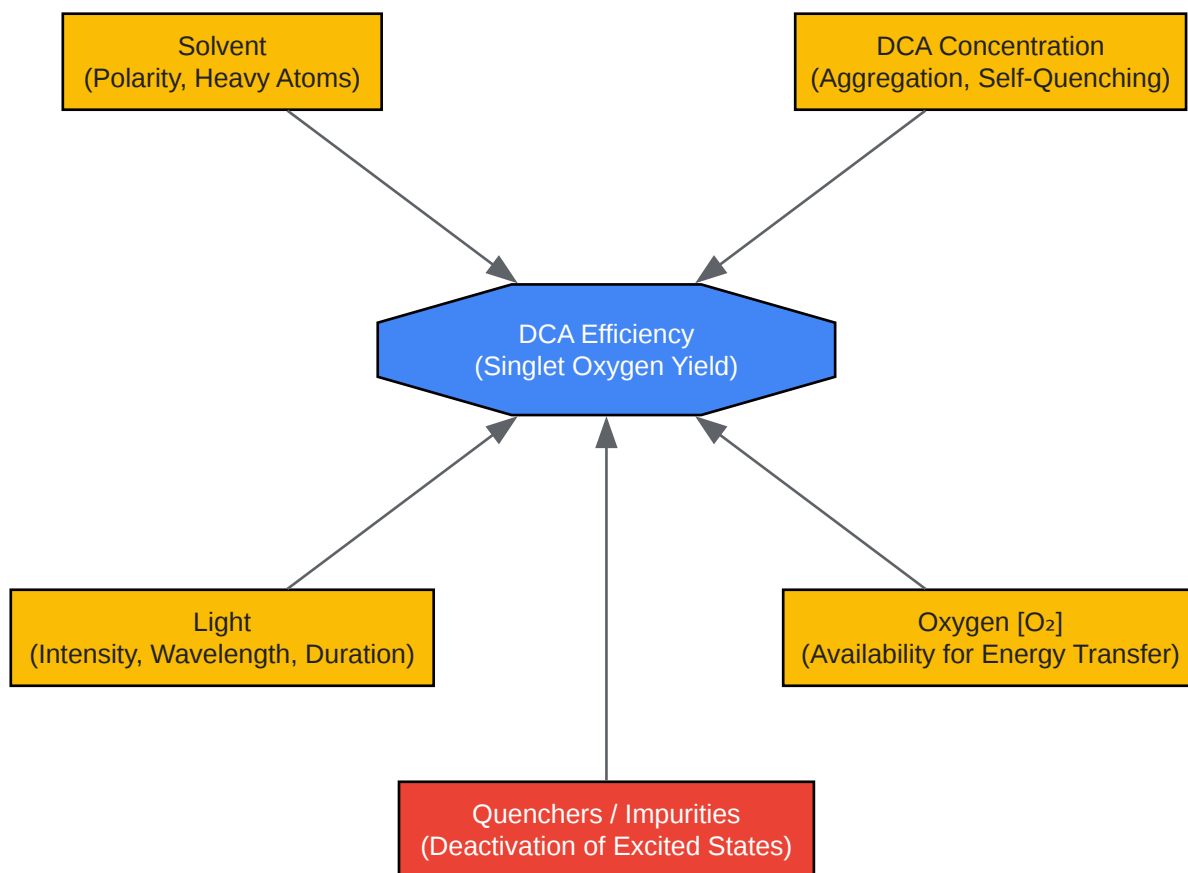 Solvent
(Polarity, Heavy Atoms)
DCA Concentration
(Aggregation, Self-Quenching)
DCA Efficiency
(Singlet Oxygen Yield)
Light
(Intensity, Wavelength, Duration)
Oxygen [O₂]
(Availability for Energy Transfer)
Quenchers / Impurities
(Deactivation of Excited States)